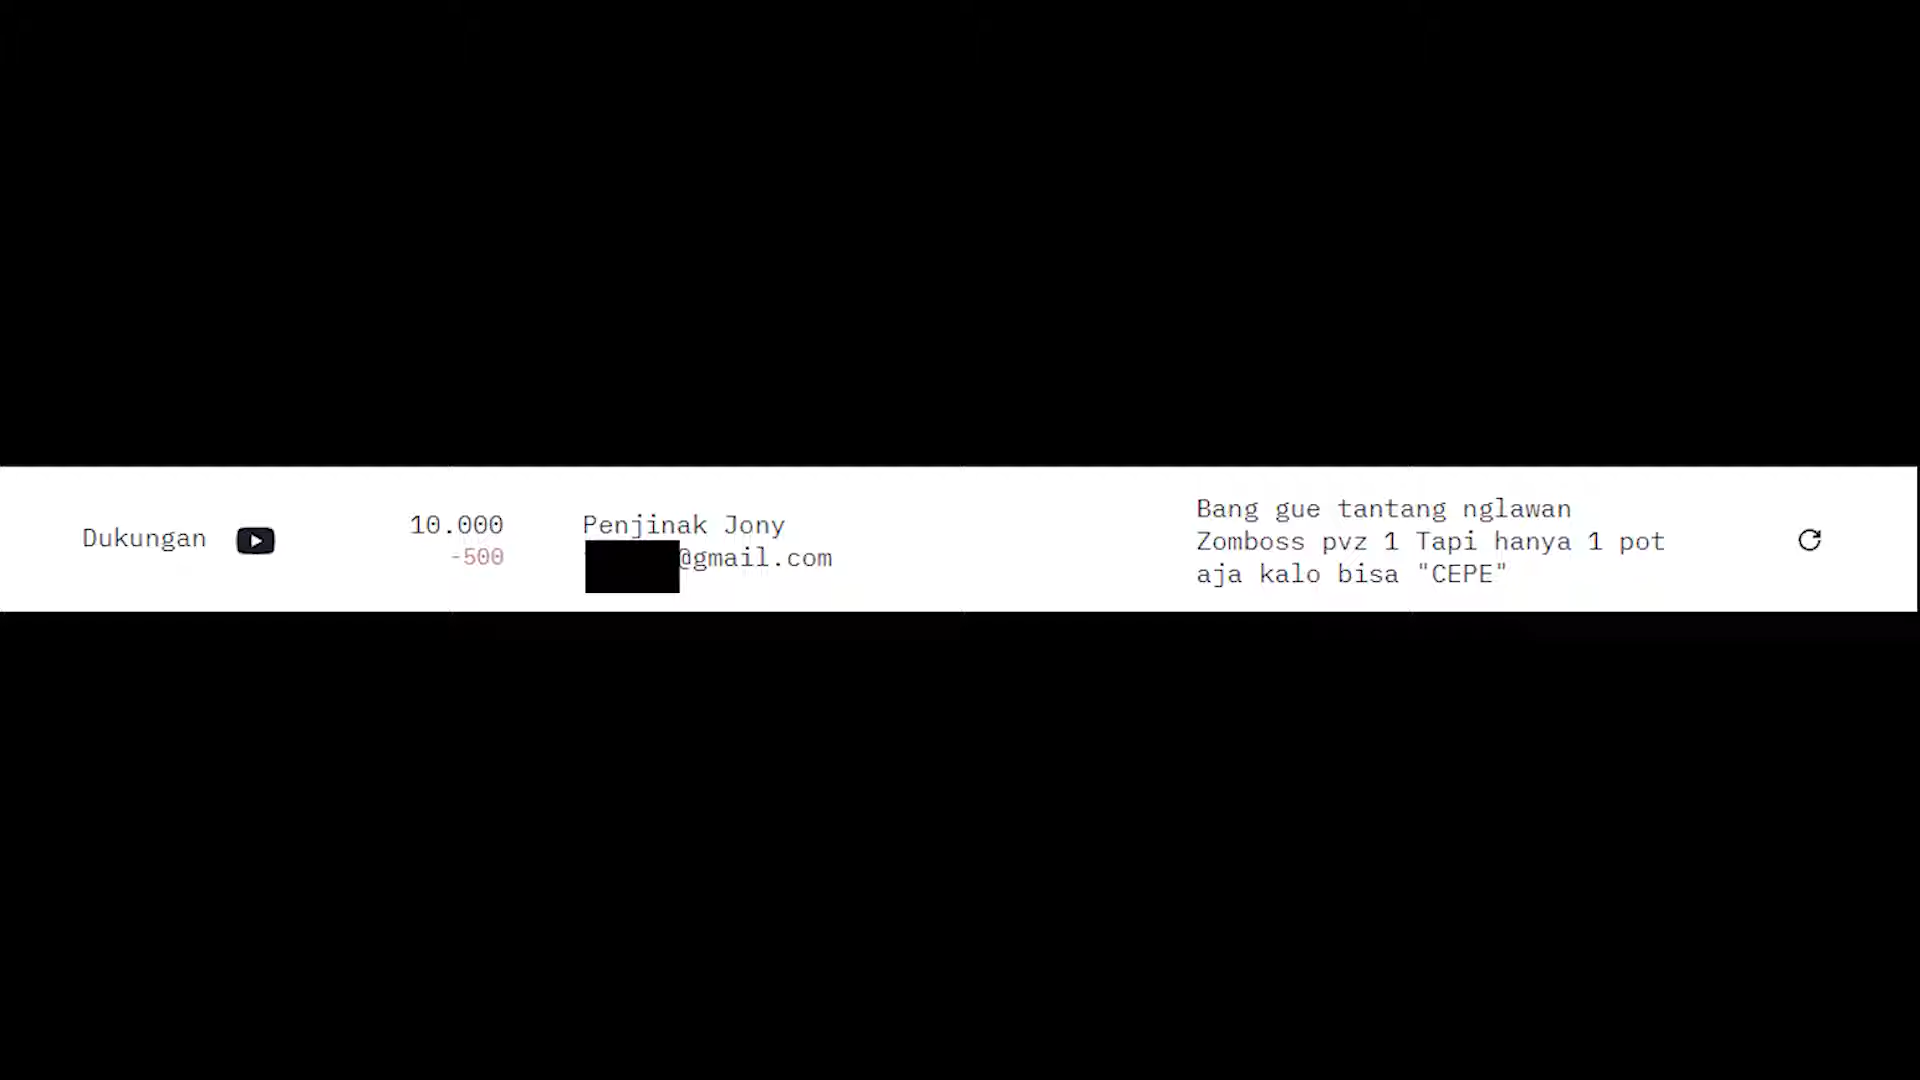 Dukungan
10.000
-500
Penjinak Jony
@gmail.com
Bang gue tantang nglawan
Zomboss pvz 1 Tapi hanya 1 pot
aja kalo bisa "CEPE"